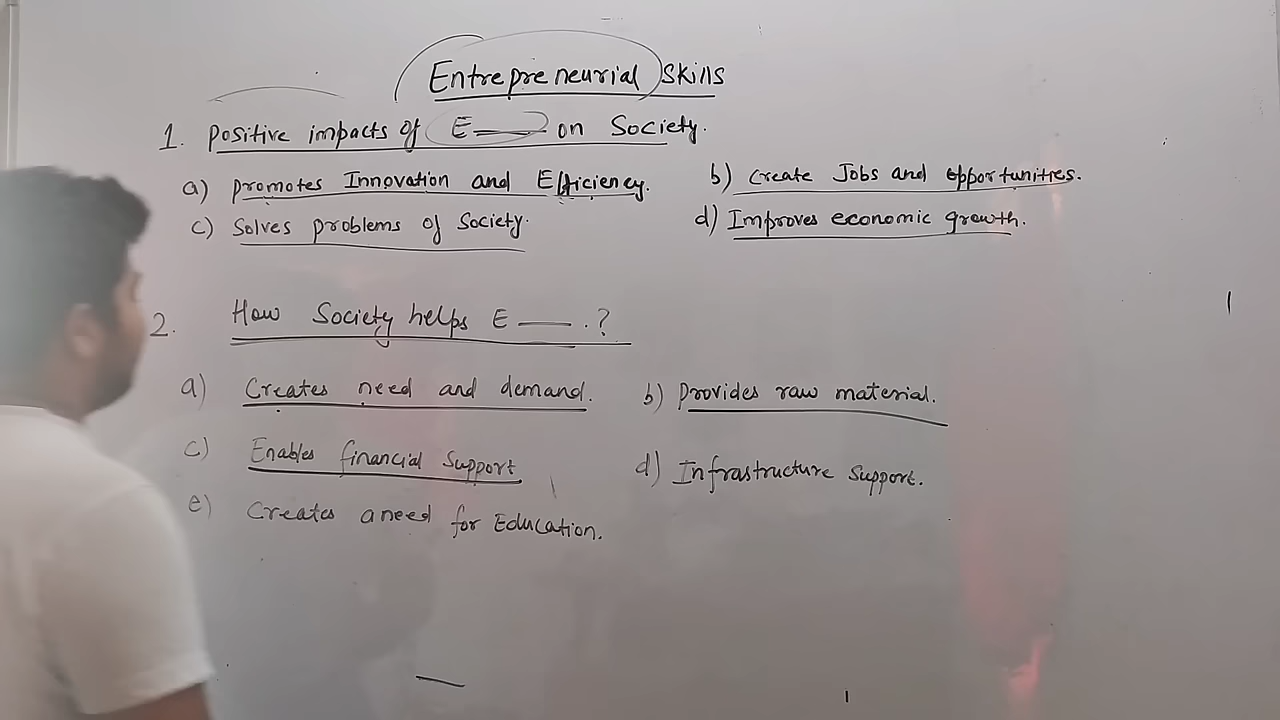 Entrepreneurial Skills
1. positive impacts of E—— on Society.
a) promotes Innovation and Efficiency. b) Create Jobs and opportunities.
c) Solves problems of Society. d) Improves economic growth.
2. How Society helps E ——.?
a) Creates need and demand. b) Provides raw material.
c) Enables financial support d) Infrastructure support.
e) Creates a need for Education.